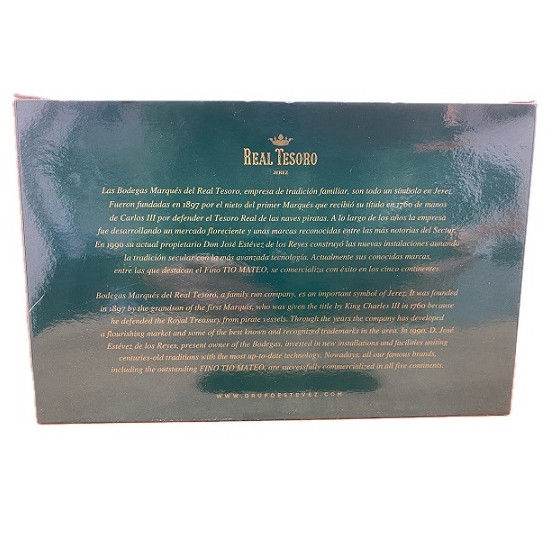 REAL TESORO
JEREZ
Las Bodegas Marqués del Real Tesoro, empresa de tradición familiar, son todo un símbolo en Jerez.
Fueron fundadas en 1897 por el nieto del primer Marqués que recibió su título en 1760 de manos
de Carlos III por defender el Tesoro Real de las naves piratas. A lo largo de los años la empresa
fue desarrollando un mercado floreciente y unas marcas reconocidas entre las más notorias del Sector.
En 1990 su actual propietario Don José Estévez de los Reyes construyó las nuevas instalaciones aunando
la tradición secular con la más avanzada tecnología. Actualmente sus conocidas marcas,
entre las que destacan el Fino TIO MATEO, se comercializa con éxito en los cinco continentes.
Bodegas Marqués del Real Tesoro, a family run company, es an important symbol of Jerez. It was founded
in 1897 by the grandson of the first Marquis, who was given the title by King Charles III in 1760 because
he defended the Royal Treasury from pirate vessels. Through the years the company has developed
a flourishing market and some of the best known and recognized trademarks in the area. In 1990, D. José
Estévez de los Reyes, present owner of the Bodegas, invested in new installations and facilities uniting
centuries-old traditions with the most up-to-date technology. Nowadays, all our famous brands,
including the outstanding FINO TIO MATEO, are successfully commercialized in all five continents.
WWW.GRUPOESTEVEZ.COM